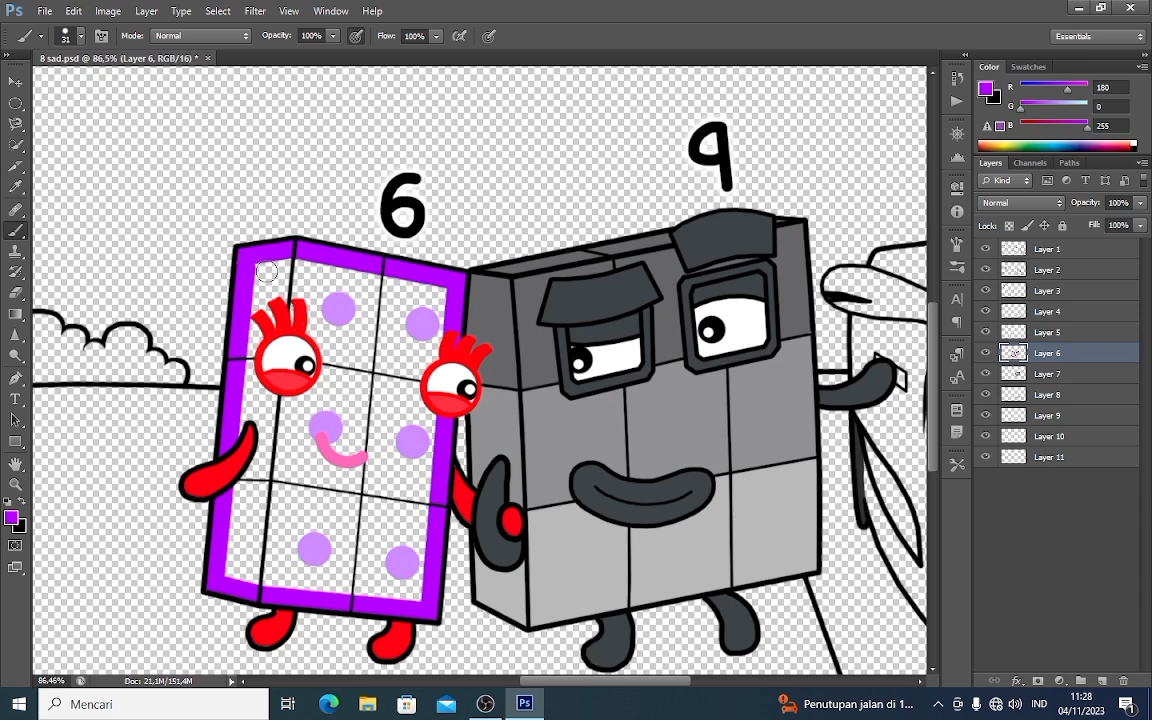 Ps File Edit Image Layer Type Select Filter View Window Help
31 Mode: Normal Opacity: 100% Flow: 100% Essentials
8 sad.psd @ 86,5% (Layer 6, RGB/16) * ×
Color Swatches
R 180
G 0
B 255
Layers Channels Paths
Kind
Normal Opacity: 100%
Lock: Fill: 100%
Layer 1
Layer 2
Layer 3
Layer 4
Layer 5
Layer 6
Layer 7
Layer 8
Layer 9
Layer 10
Layer 11
6
9
86,46% Doc: 21,1M/151,4M
Mencari
Ps
Penutupan jalan di 1...
IND
11:28
04/11/2023
1